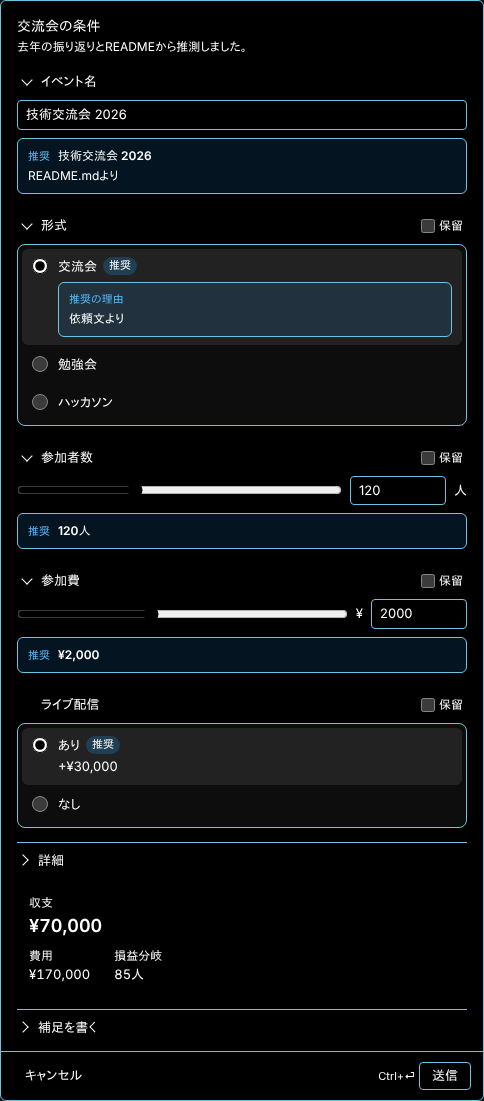 交流会の条件
去年の振り返りとREADMEから推測しました。
イベント名
技術交流会 2026
推奨 技術交流会 2026
README.mdより
形式 保留
交流会 推奨
推奨の理由
依頼文より
勉強会
ハッカソン
参加者数 保留
120 人
推奨 120人
参加費 保留
¥ 2000
推奨 ¥2,000
ライブ配信 保留
あり 推奨
+¥30,000
なし
詳細
収支
¥70,000
費用 損益分岐
¥170,000 85人
補足を書く
キャンセル Ctrl+⏎ 送信